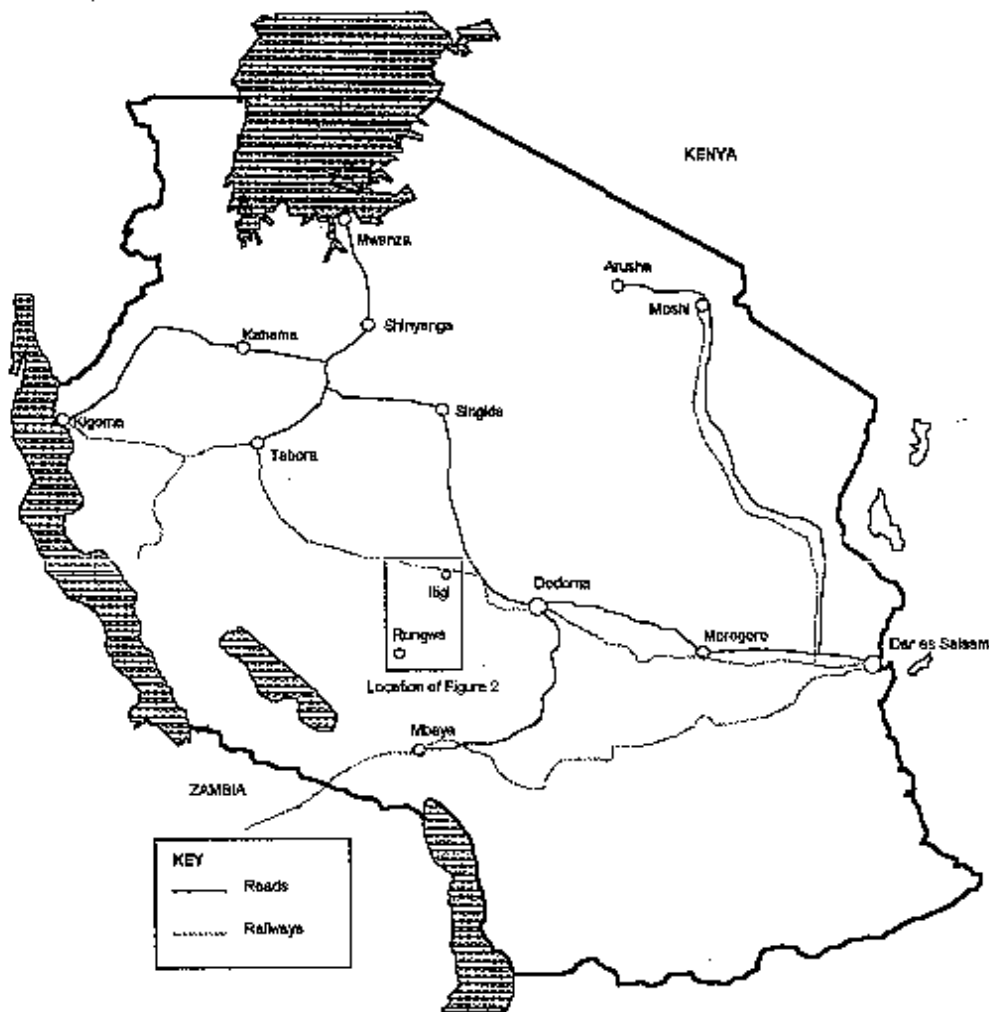 KENYA
Mwanza
Arusha
Moshi
Shinyanga
Kahama
Singida
Kigoma
Tabora
Itigi
Dodoma
Rungwa
Morogoro
Dar es Salaam
Location of Figure 2
Mbeya
ZAMBIA
KEY
Roads
Railways